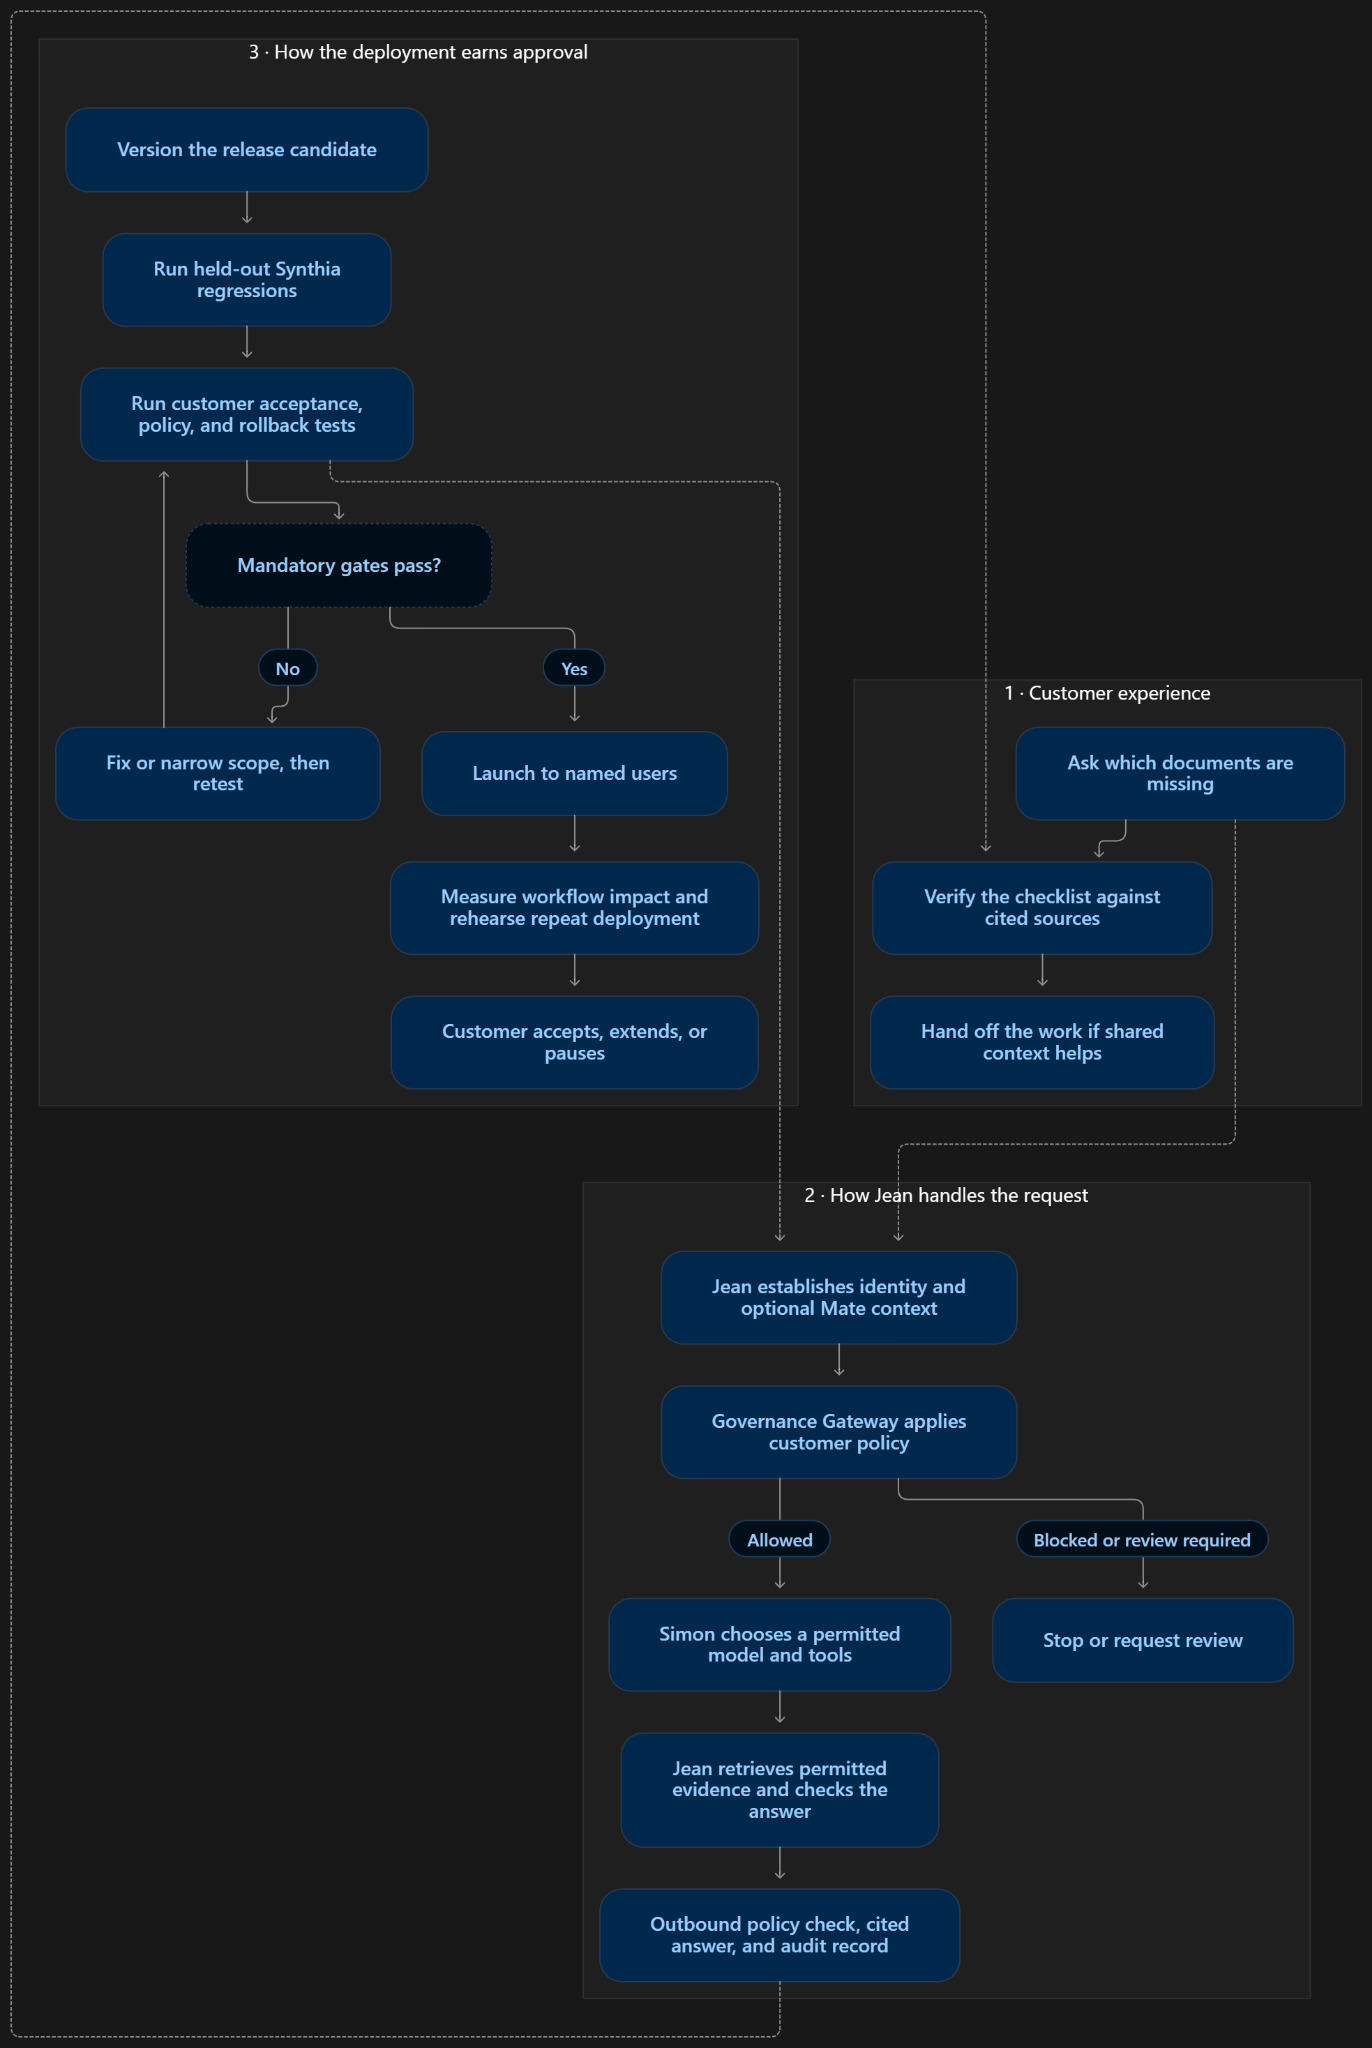 3 · How the deployment earns approval
Version the release candidate
Run held-out Synthia
regressions
Run customer acceptance,
policy, and rollback tests
Mandatory gates pass?
No
Yes
Fix or narrow scope, then
retest
Launch to named users
Measure workflow impact and
rehearse repeat deployment
Customer accepts, extends, or
pauses
1 · Customer experience
Ask which documents are
missing
Verify the checklist against
cited sources
Hand off the work if shared
context helps
2 · How Jean handles the request
Jean establishes identity and
optional Mate context
Governance Gateway applies
customer policy
Allowed
Blocked or review required
Simon chooses a permitted
model and tools
Stop or request review
Jean retrieves permitted
evidence and checks the
answer
Outbound policy check, cited
answer, and audit record